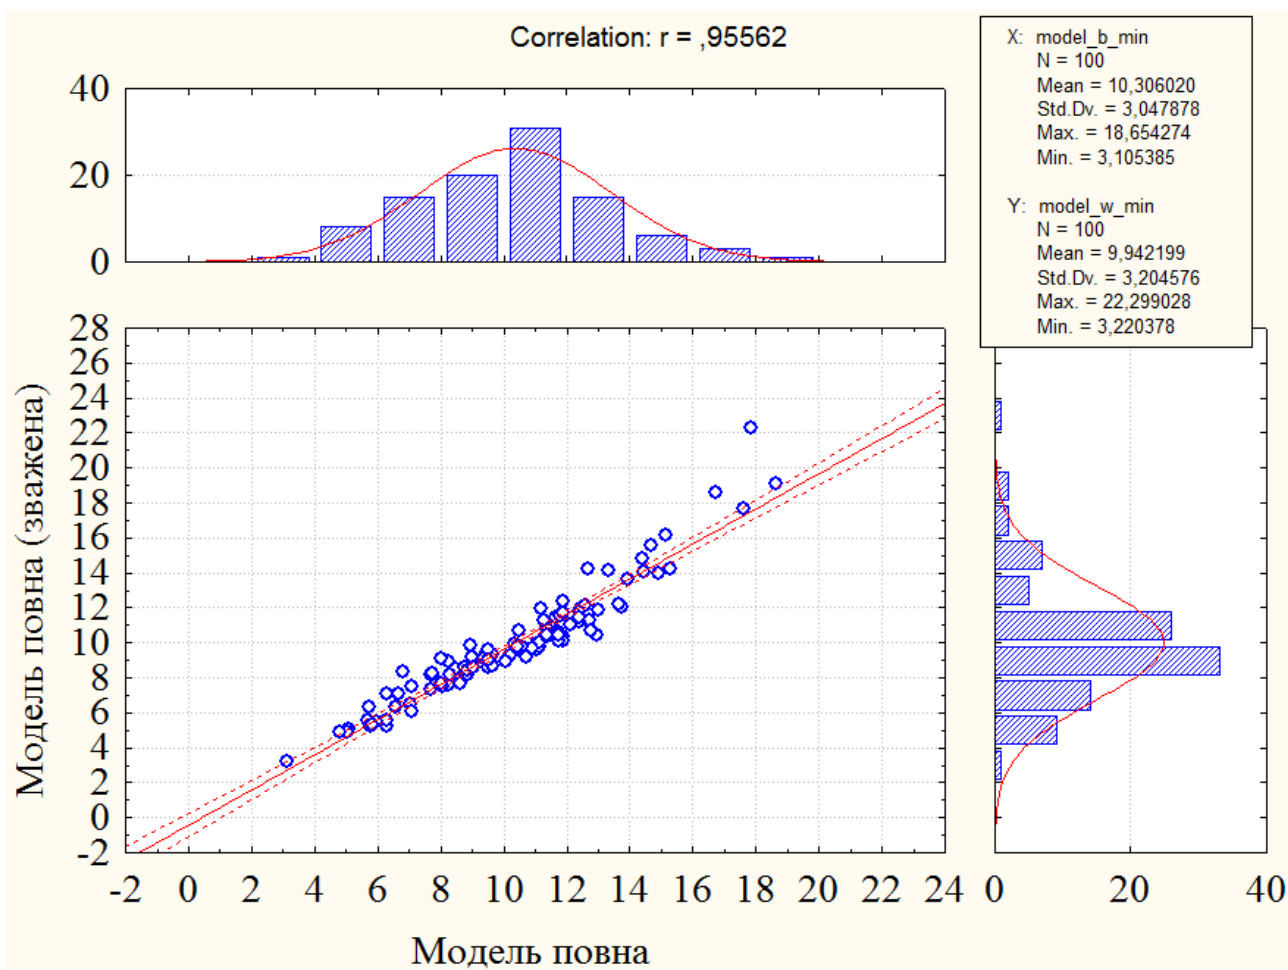 Correlation: r = ,95562
X: model_b_min
N = 100
Mean = 10,306020
Std.Dv. = 3,047878
Max. = 18,654274
Min. = 3,105385
Y: model_w_min
N = 100
Mean = 9,942199
Std.Dv. = 3,204576
Max. = 22,299028
Min. = 3,220378
40
20
0
28
26
24
22
20
18
16
14
12
10
8
6
4
2
0
-2
Модель повна (зважена)
-2 0 2 4 6 8 10 12 14 16 18 20 22 24
0 20 40
Модель повна